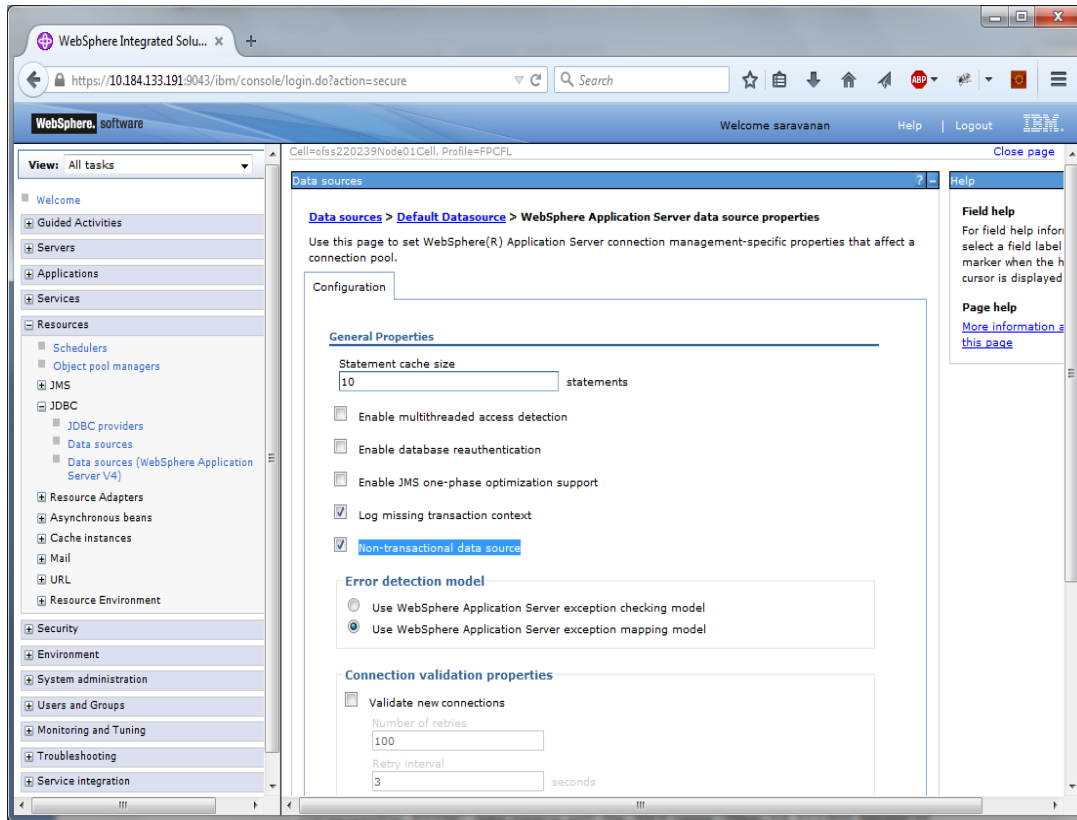 WebSphere Integrated Solu...
https://10.184.133.191:9043/ibm/console/login.do?action=secure
Search
ABP
WebSphere. software
Welcome saravanan
Help | Logout
IBM.
View: All tasks
Welcome
Guided Activities
Servers
Applications
Services
Resources
Schedulers
Object pool managers
JMS
JDBC
JDBC providers
Data sources
Data sources (WebSphere Application
Server V4)
Resource Adapters
Asynchronous beans
Cache instances
Mail
URL
Resource Environment
Security
Environment
System administration
Users and Groups
Monitoring and Tuning
Troubleshooting
Service integration
Cell=ofss220239Node01Cell, Profile=FPCFL
Close page
Data sources
Data sources > Default Datasource > WebSphere Application Server data source properties
Use this page to set WebSphere(R) Application Server connection management-specific properties that affect a
connection pool.
Configuration
General Properties
Statement cache size
10 statements
Enable multithreaded access detection
Enable database reauthentication
Enable JMS one-phase optimization support
Log missing transaction context
Non-transactional data source
Error detection model
Use WebSphere Application Server exception checking model
Use WebSphere Application Server exception mapping model
Connection validation properties
Validate new connections
Number of retries
100
Retry interval
3 seconds
Help
Field help
For field help
select a field label
marker when the h
cursor is displayed
Page help
More information a
this page